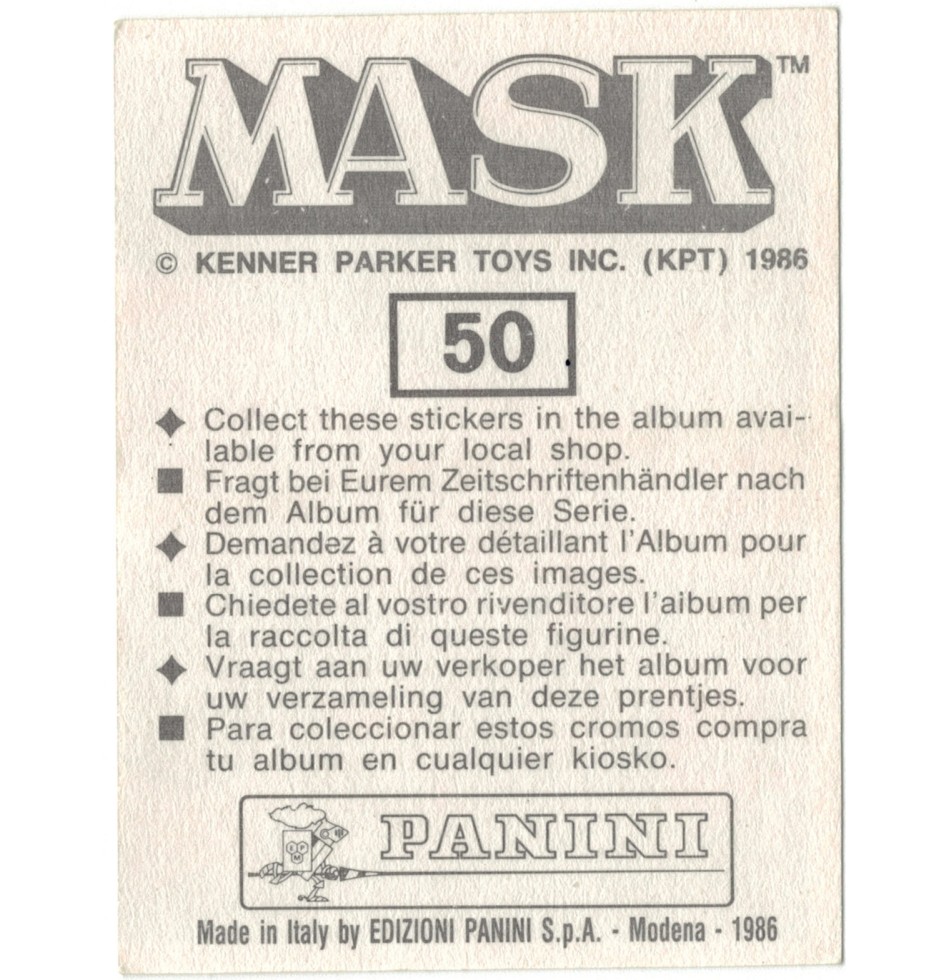 MASK™
© KENNER PARKER TOYS INC. (KPT) 1986
50
◆ Collect these stickers in the album avai-
lable from your local shop.
■ Fragt bei Eurem Zeitschriftenhändler nach
dem Album für diese Serie.
◆ Demandez à votre détaillant l'Album pour
la collection de ces images.
■ Chiedete al vostro rivenditore l'album per
la raccolta di queste figurine.
◆ Vraagt aan uw verkoper het album voor
uw verzameling van deze prentjes.
■ Para coleccionar estos cromos compra
tu album en cualquier kiosko.
EPM
PANINI
Made in Italy by EDIZIONI PANINI S.p.A. - Modena - 1986